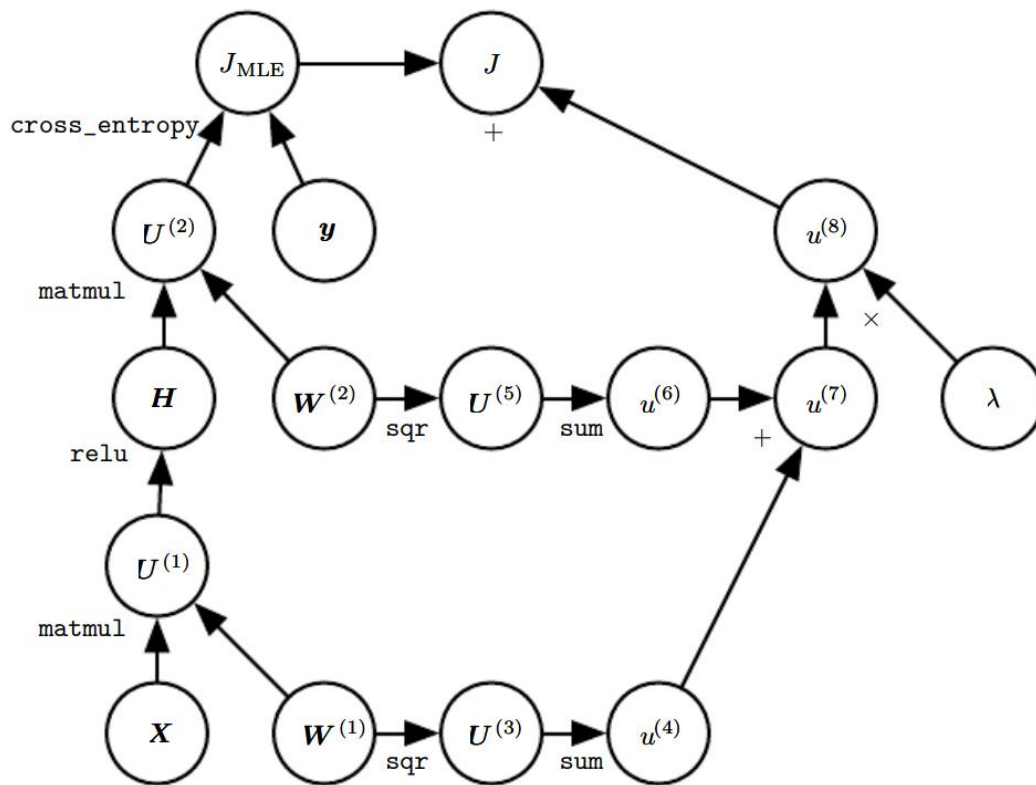 J_MLE J
cross_entropy +
U^(2) y u^(8)
matmul ×
H W^(2) U^(5) u^(6) u^(7) λ
relu sqr sum +
U^(1)
matmul
X W^(1) U^(3) u^(4)
sqr sum